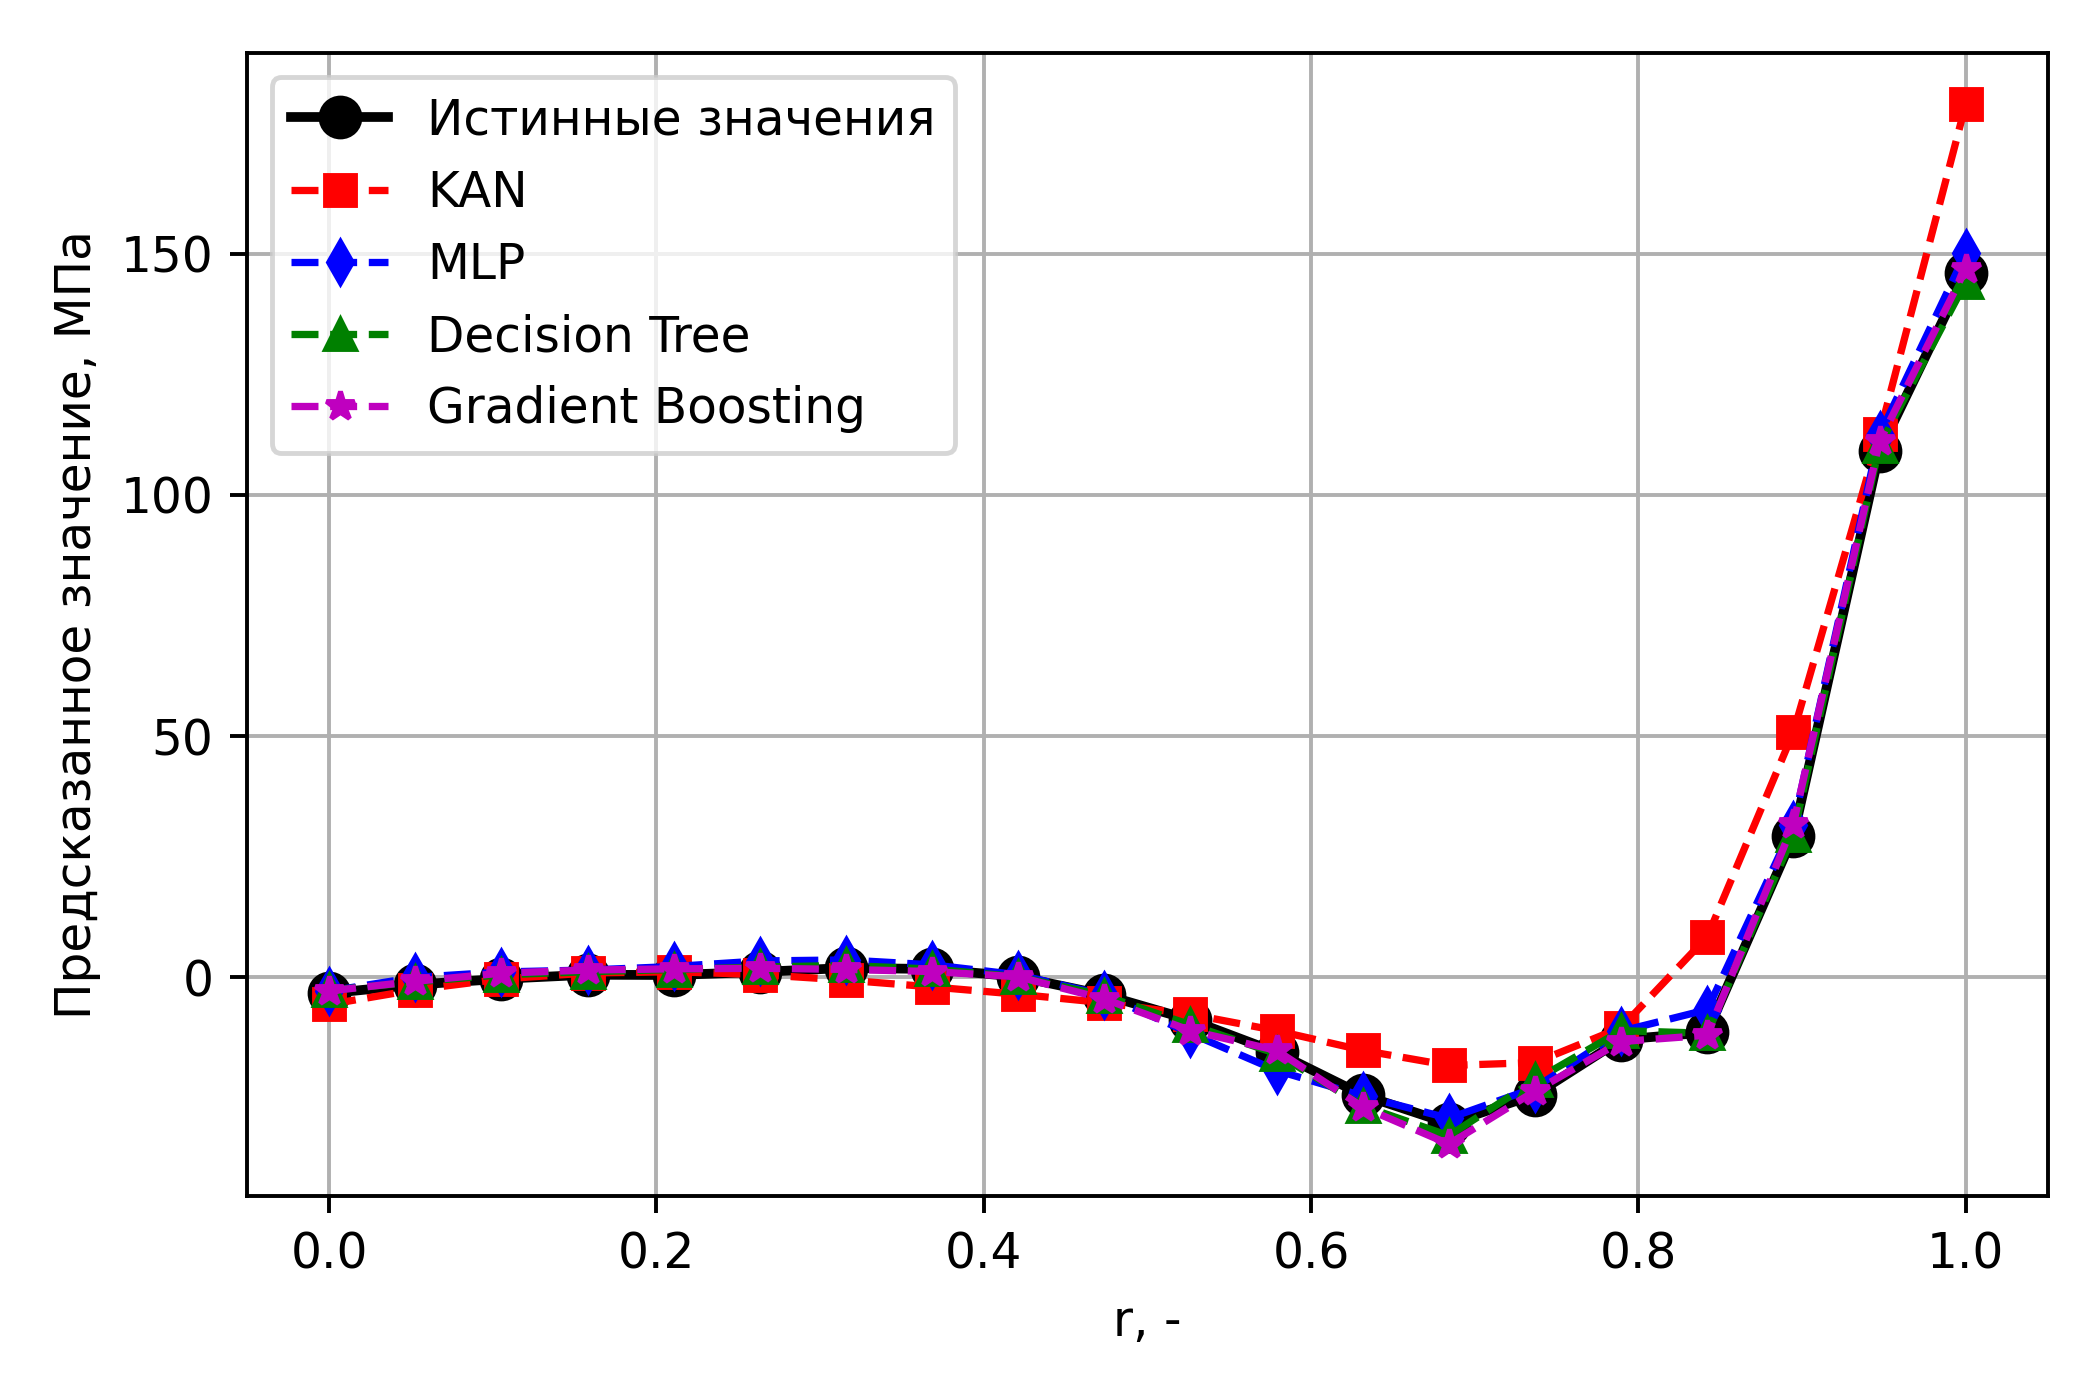 Истинные значения
KAN
MLP
Decision Tree
Gradient Boosting
Предсказанное значение, МПа
150
100
50
0
0.0 0.2 0.4 0.6 0.8 1.0
r, -